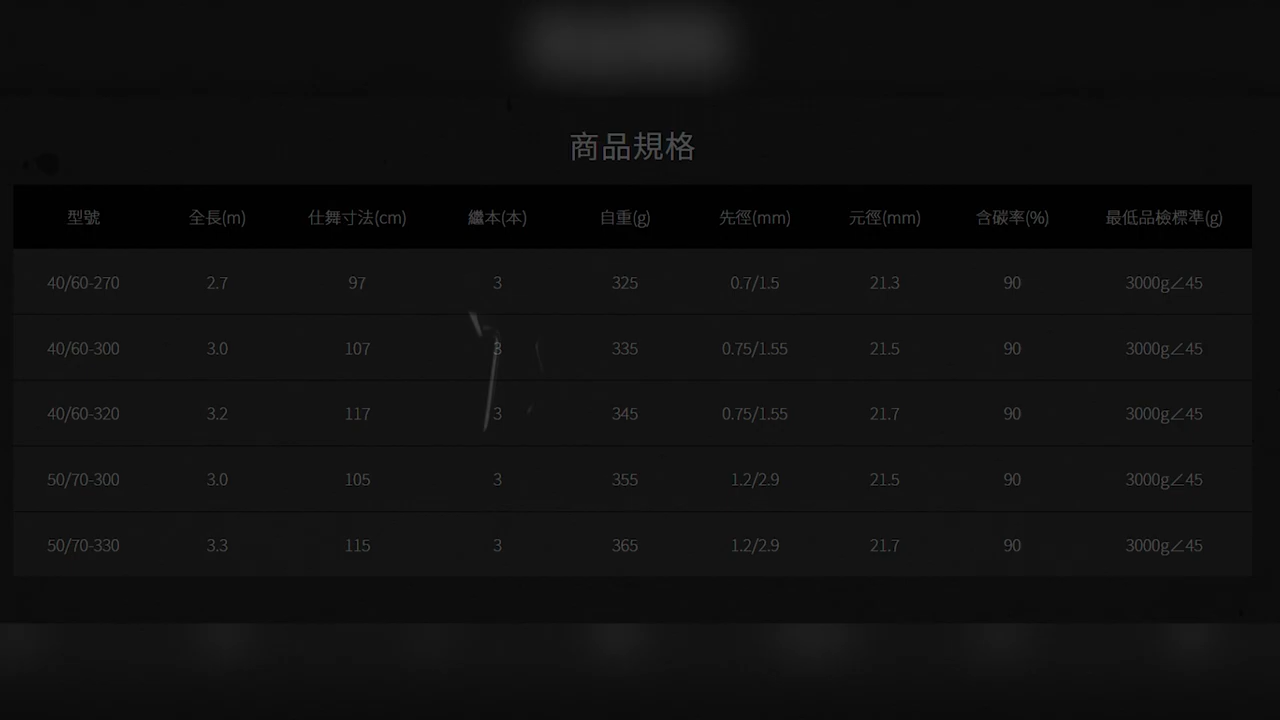 商品規格
型號 全長(m) 仕舞寸法(cm) 繼本(本) 自重(g) 先徑(mm) 元徑(mm) 含碳率(%) 最低品檢標準(g)
40/60-270 2.7 97 3 325 0.7/1.5 21.3 90 3000g∠45
40/60-300 3.0 107 3 335 0.75/1.55 21.5 90 3000g∠45
40/60-320 3.2 117 3 345 0.75/1.55 21.7 90 3000g∠45
50/70-300 3.0 105 3 355 1.2/2.9 21.5 90 3000g∠45
50/70-330 3.3 115 3 365 1.2/2.9 21.7 90 3000g∠45